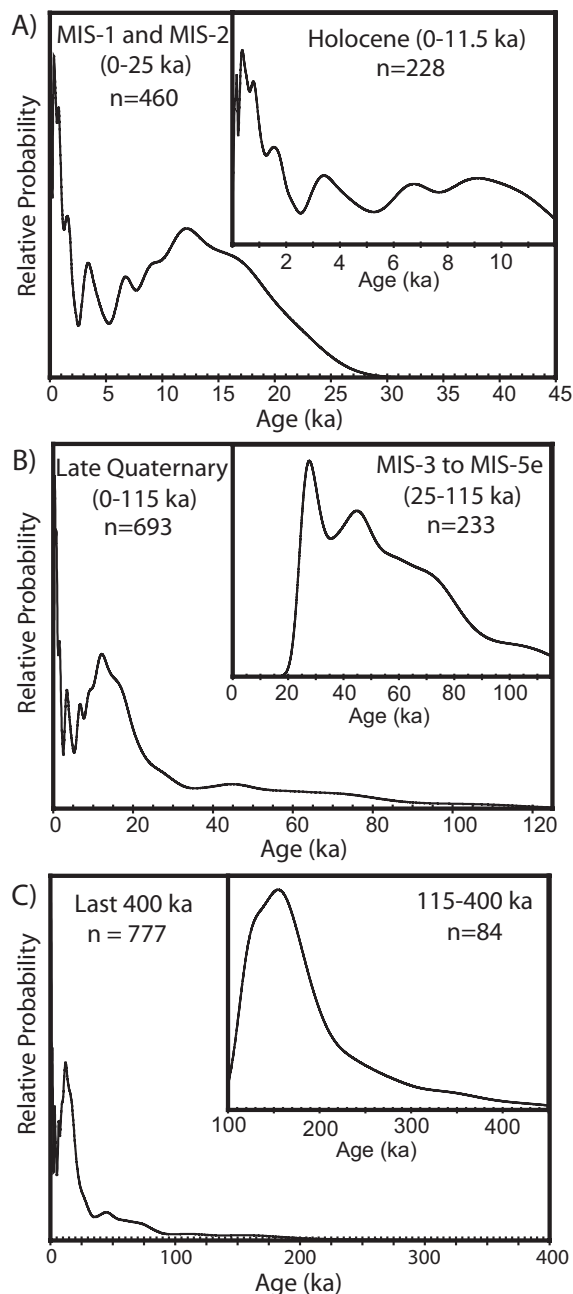 A)
MIS-1 and MIS-2
(0-25 ka)
n=460
Holocene (0-11.5 ka)
n=228
2 4 6 8 10
Age (ka)
Relative Probability
0 5 10 15 20 25 30 35 40 45
Age (ka)
B)
Late Quaternary
(0-115 ka)
n=693
MIS-3 to MIS-5e
(25-115 ka)
n=233
0 20 40 60 80 100
Age (ka)
Relative Probability
0 20 40 60 80 100 120
Age (ka)
C)
Last 400 ka
n = 777
115-400 ka
n=84
100 200 300 400
Age (ka)
Relative Probability
0 100 200 300 400
Age (ka)